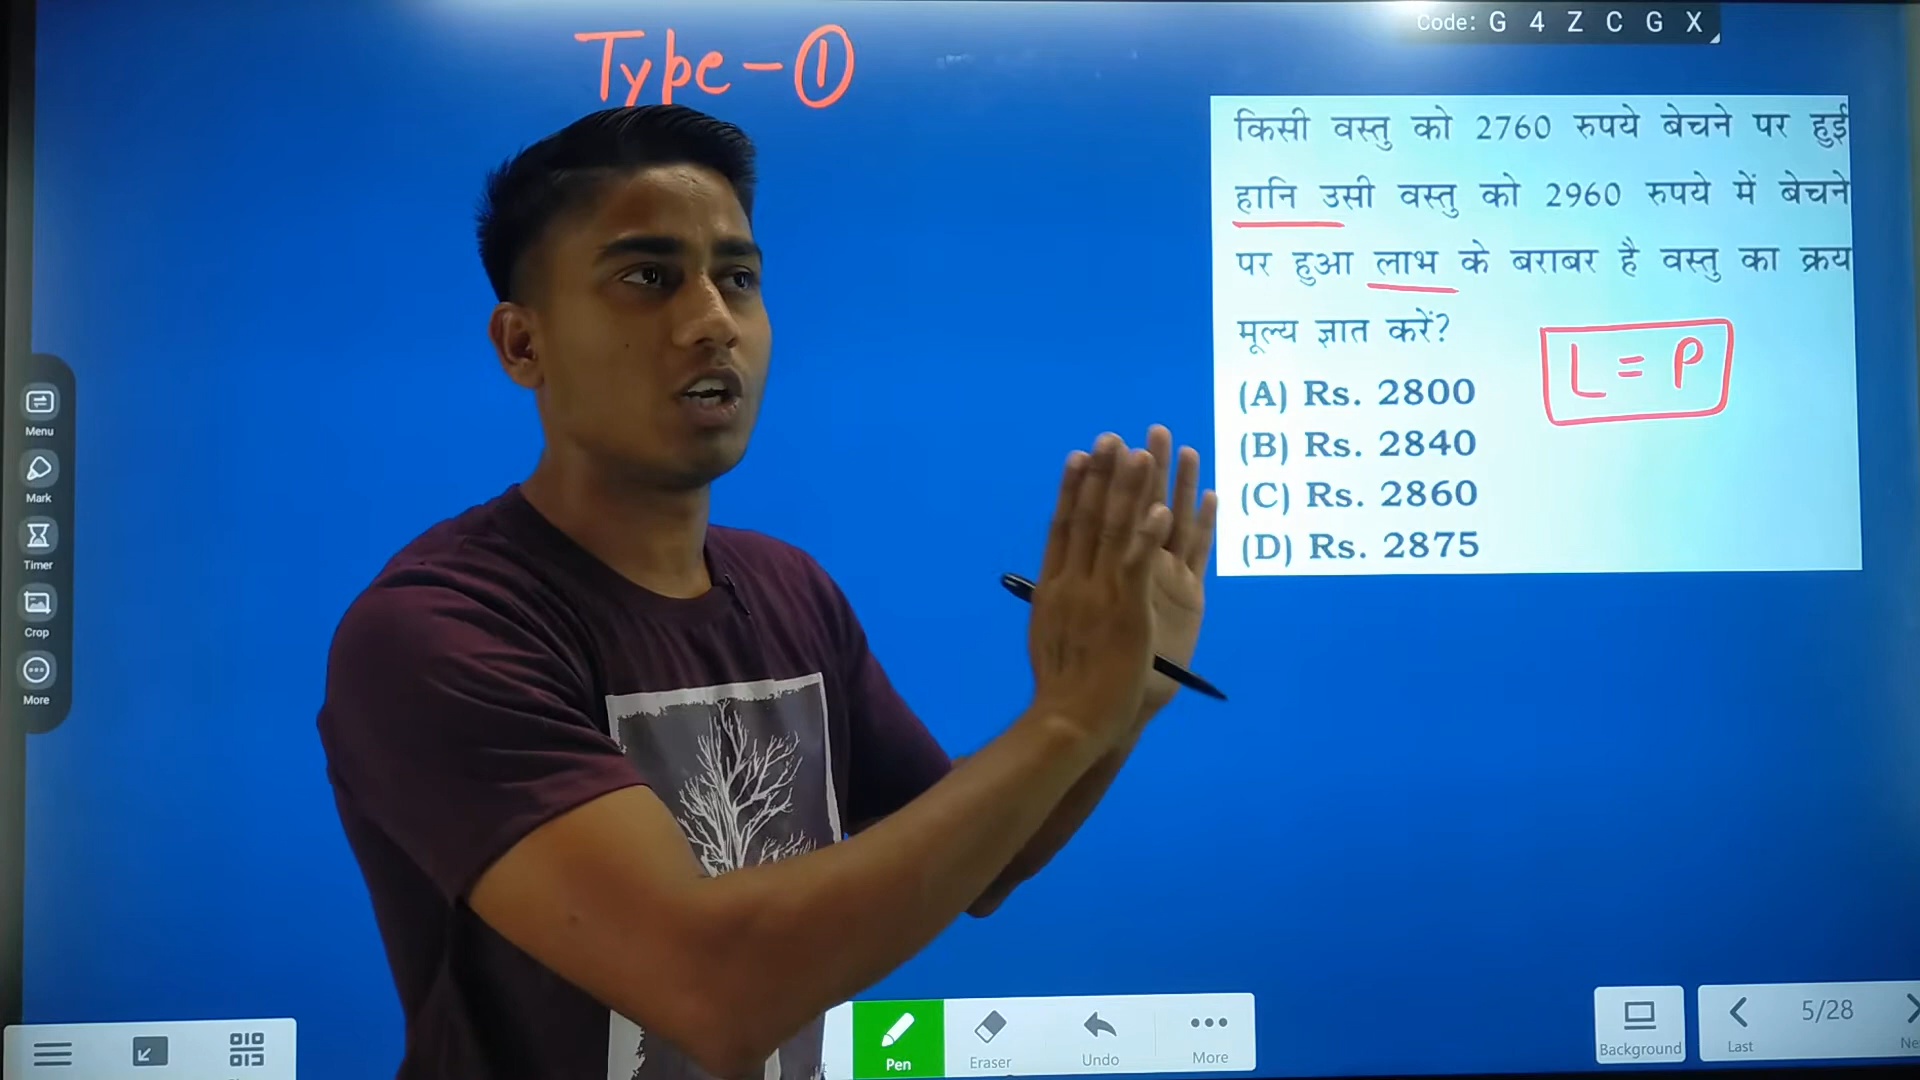 Code: G 4 Z C G X
Type-①
किसी वस्तु को 2760 रुपये बेचने पर हुई
हानि उसी वस्तु को 2960 रुपये में बेचने
पर हुआ लाभ के बराबर है वस्तु का क्रय
मूल्य ज्ञात करें?
L = P
(A) Rs. 2800
(B) Rs. 2840
(C) Rs. 2860
(D) Rs. 2875
Menu
Mark
Timer
Crop
More
Pen
Eraser
Undo
More
Background
Last
5/28
Ne